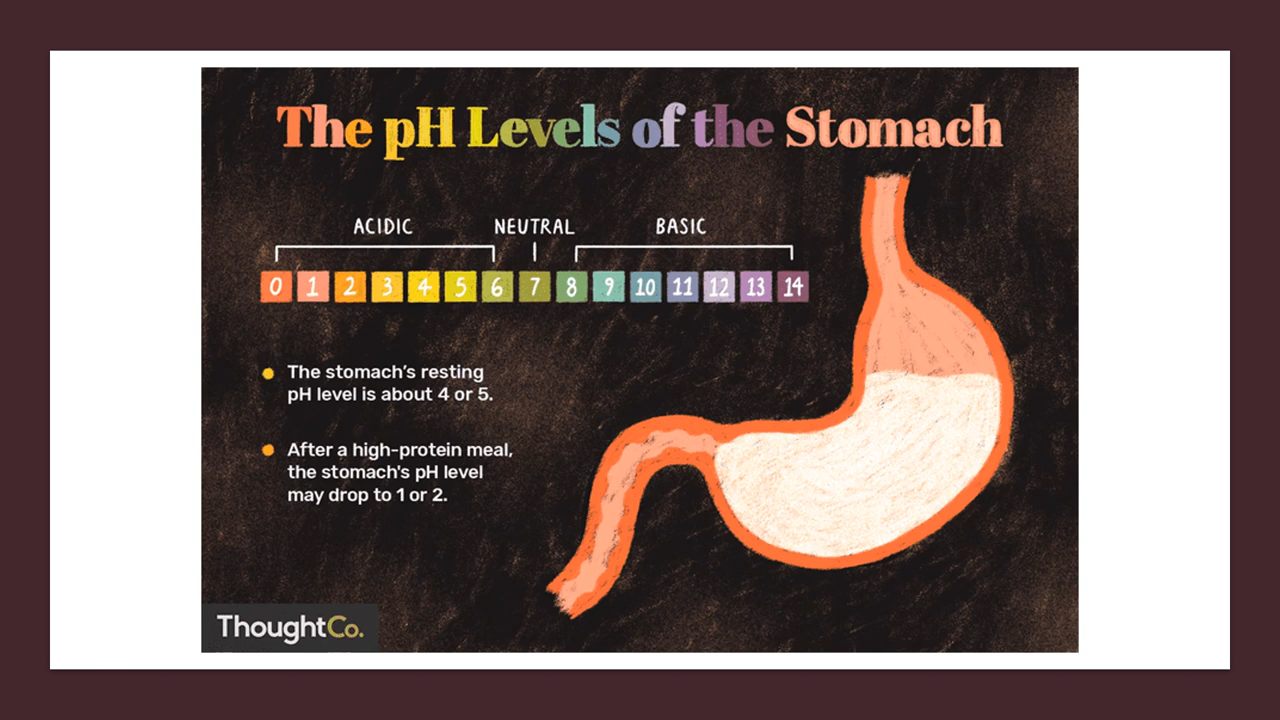 The pH Levels of the Stomach
ACIDIC NEUTRAL BASIC
0 1 2 3 4 5 6 7 8 9 10 11 12 13 14
The stomach's resting
pH level is about 4 or 5.
After a high-protein meal,
the stomach's pH level
may drop to 1 or 2.
ThoughtCo.